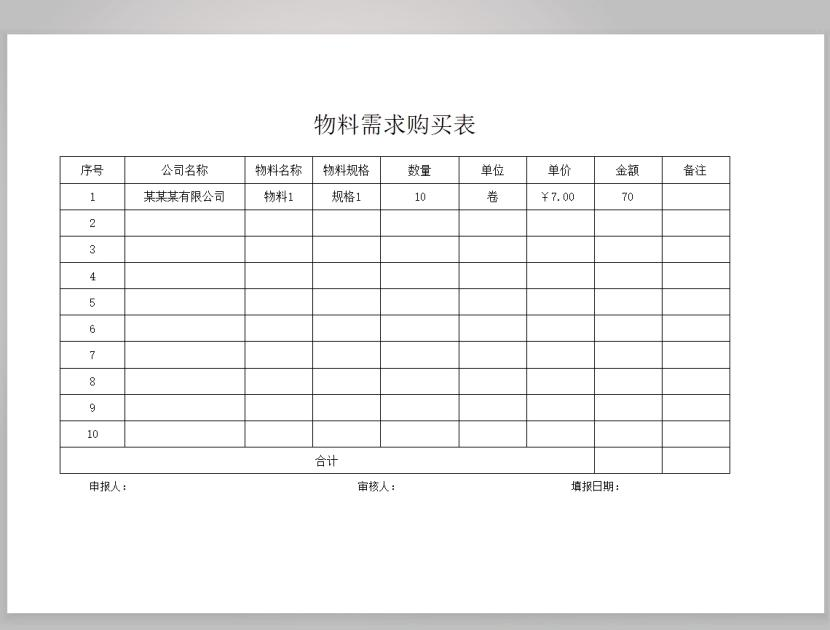 物料需求购买表
序号 公司名称 物料名称 物料规格 数量 单位 单价 金额 备注
1 某某某有限公司 物料1 规格1 10 卷 ¥7.00 70
2
3
4
5
6
7
8
9
10
合计
申报人： 审核人： 填报日期：